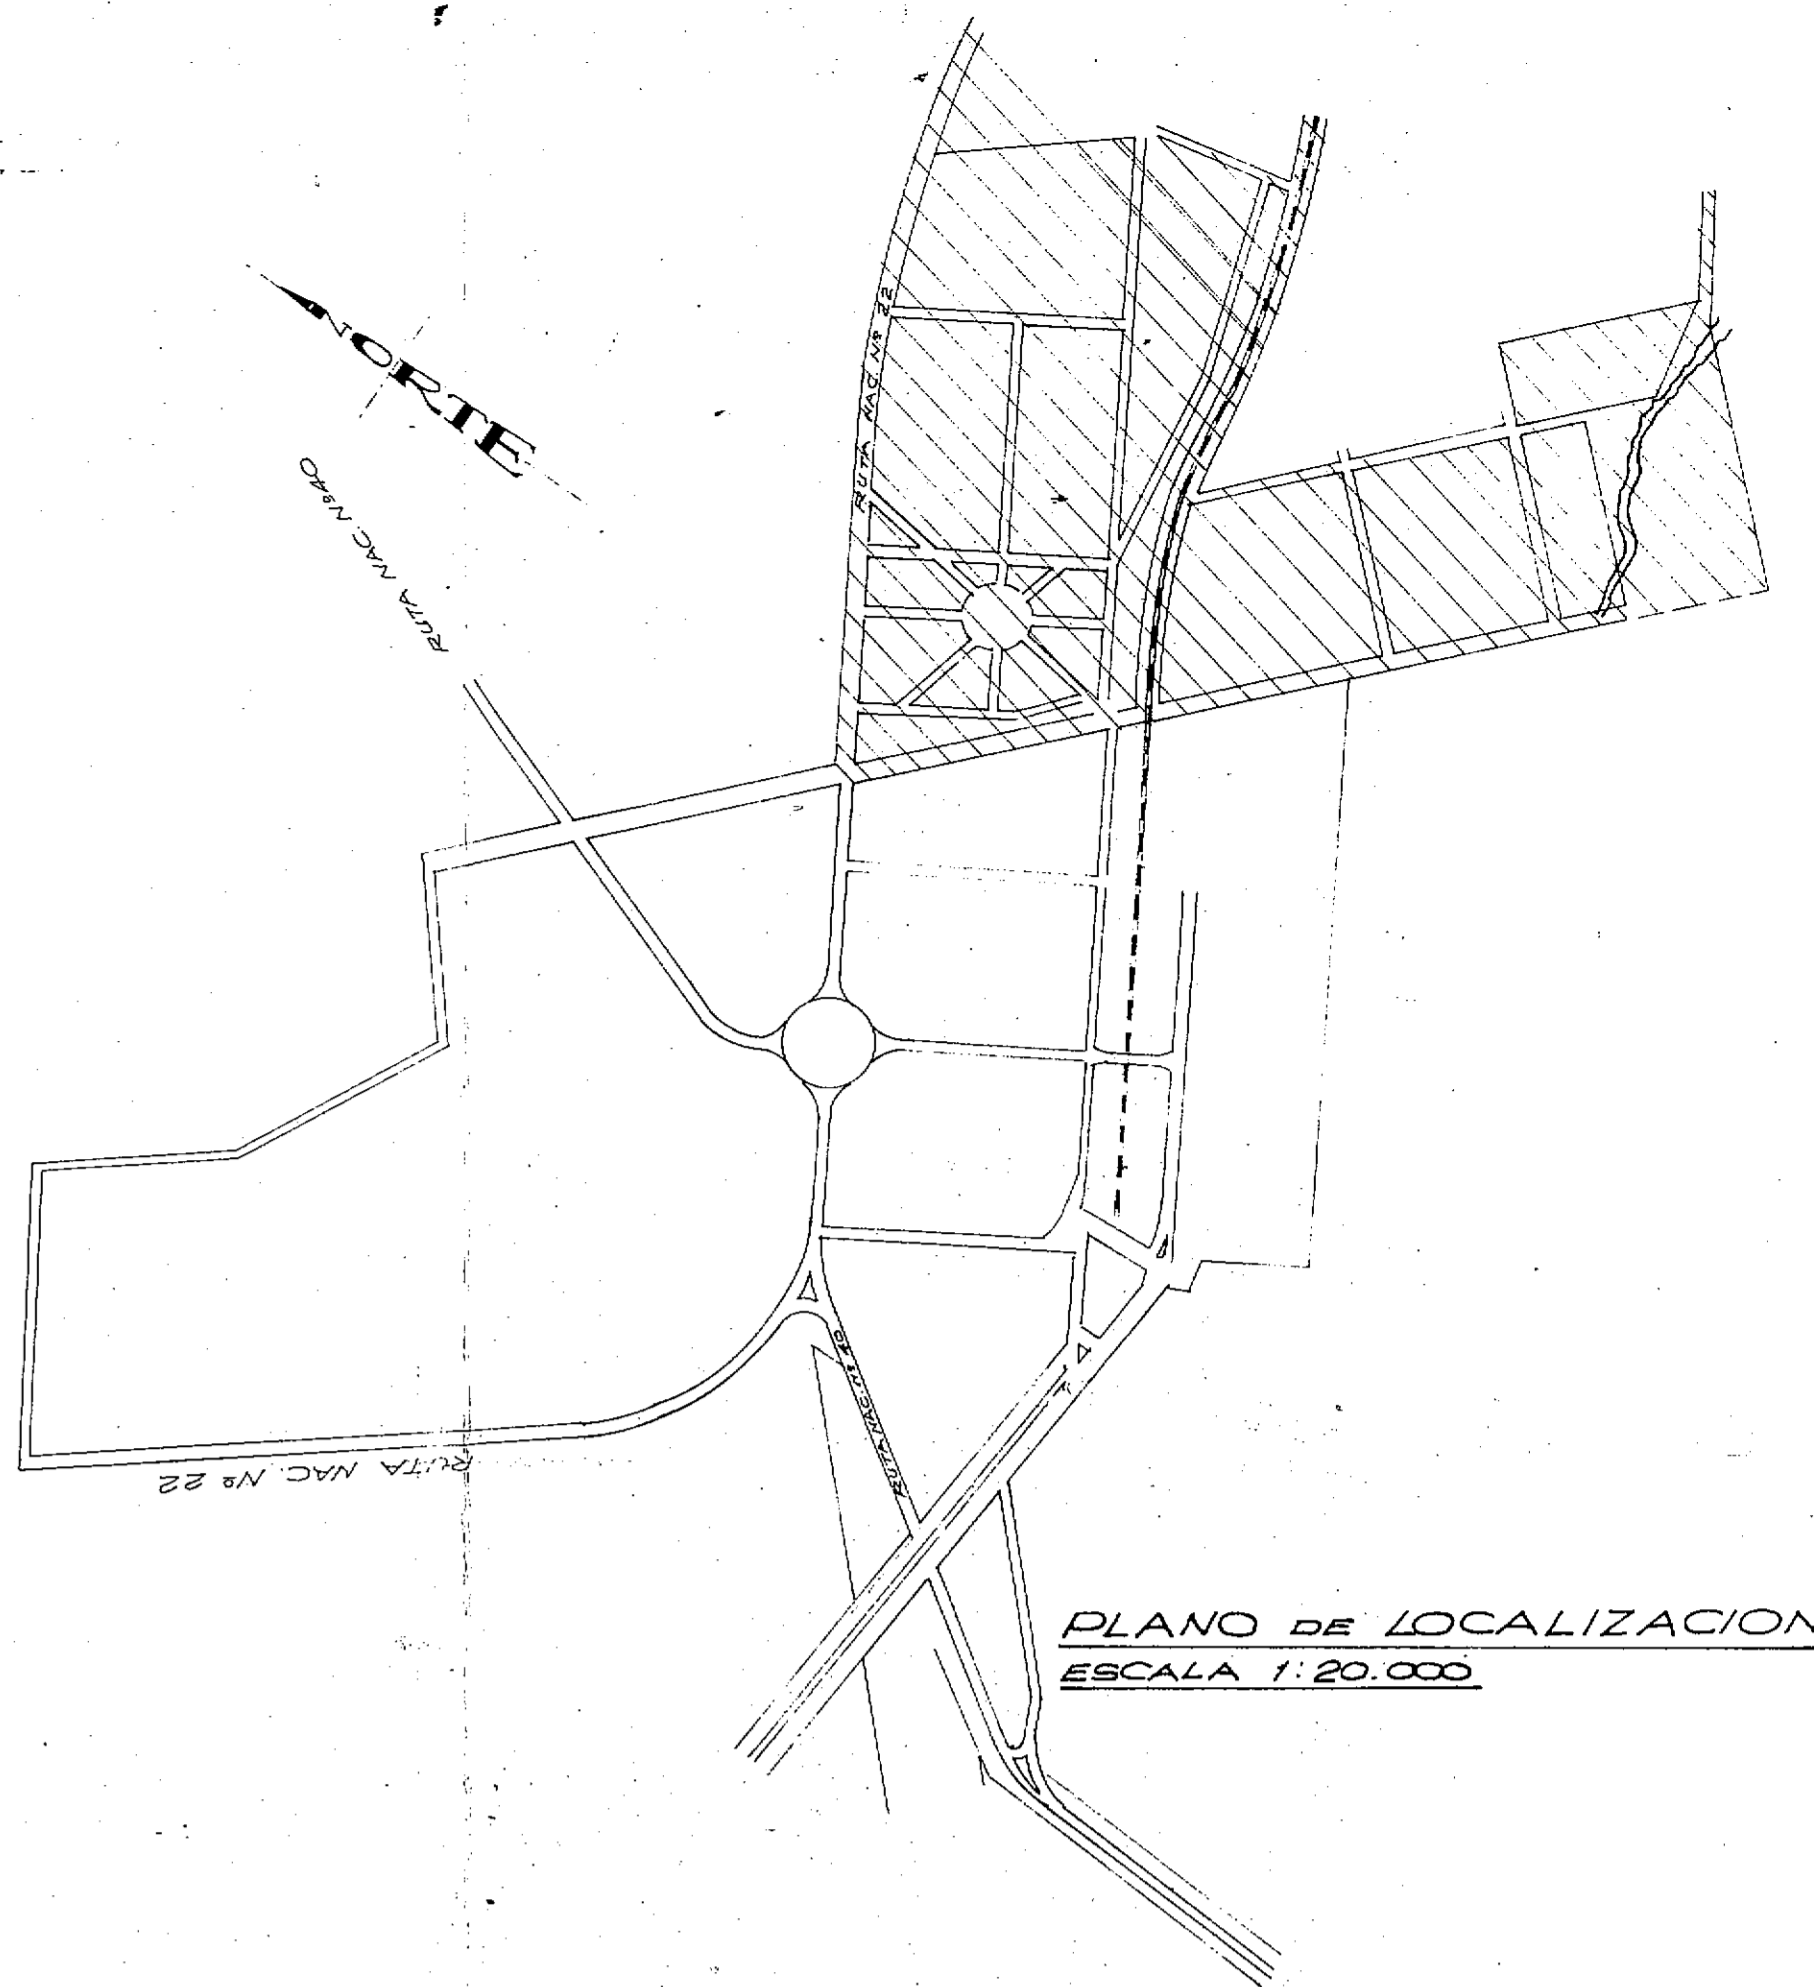 NORTE
RUTA NAC. Nº 22
RUTA NAC. Nº 40
RUTA NAC. Nº 40
RUTA NAC. Nº 22
PLANO DE LOCALIZACION
ESCALA 1:20.000